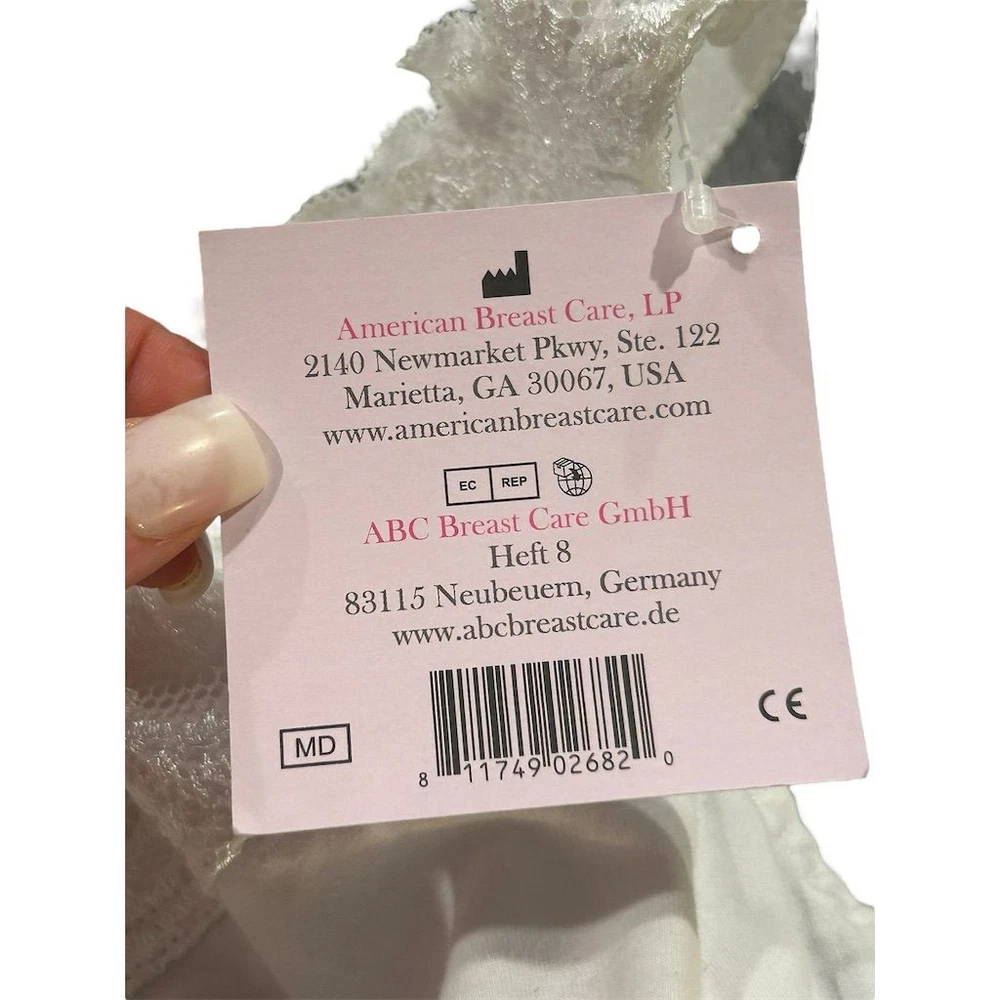 American Breast Care, LP
2140 Newmarket Pkwy, Ste. 122
Marietta, GA 30067, USA
www.americanbreastcare.com
EC REP
ABC Breast Care GmbH
Heft 8
83115 Neubeuern, Germany
www.abcbreastcare.de
MD
8 11749 02682 0
CE